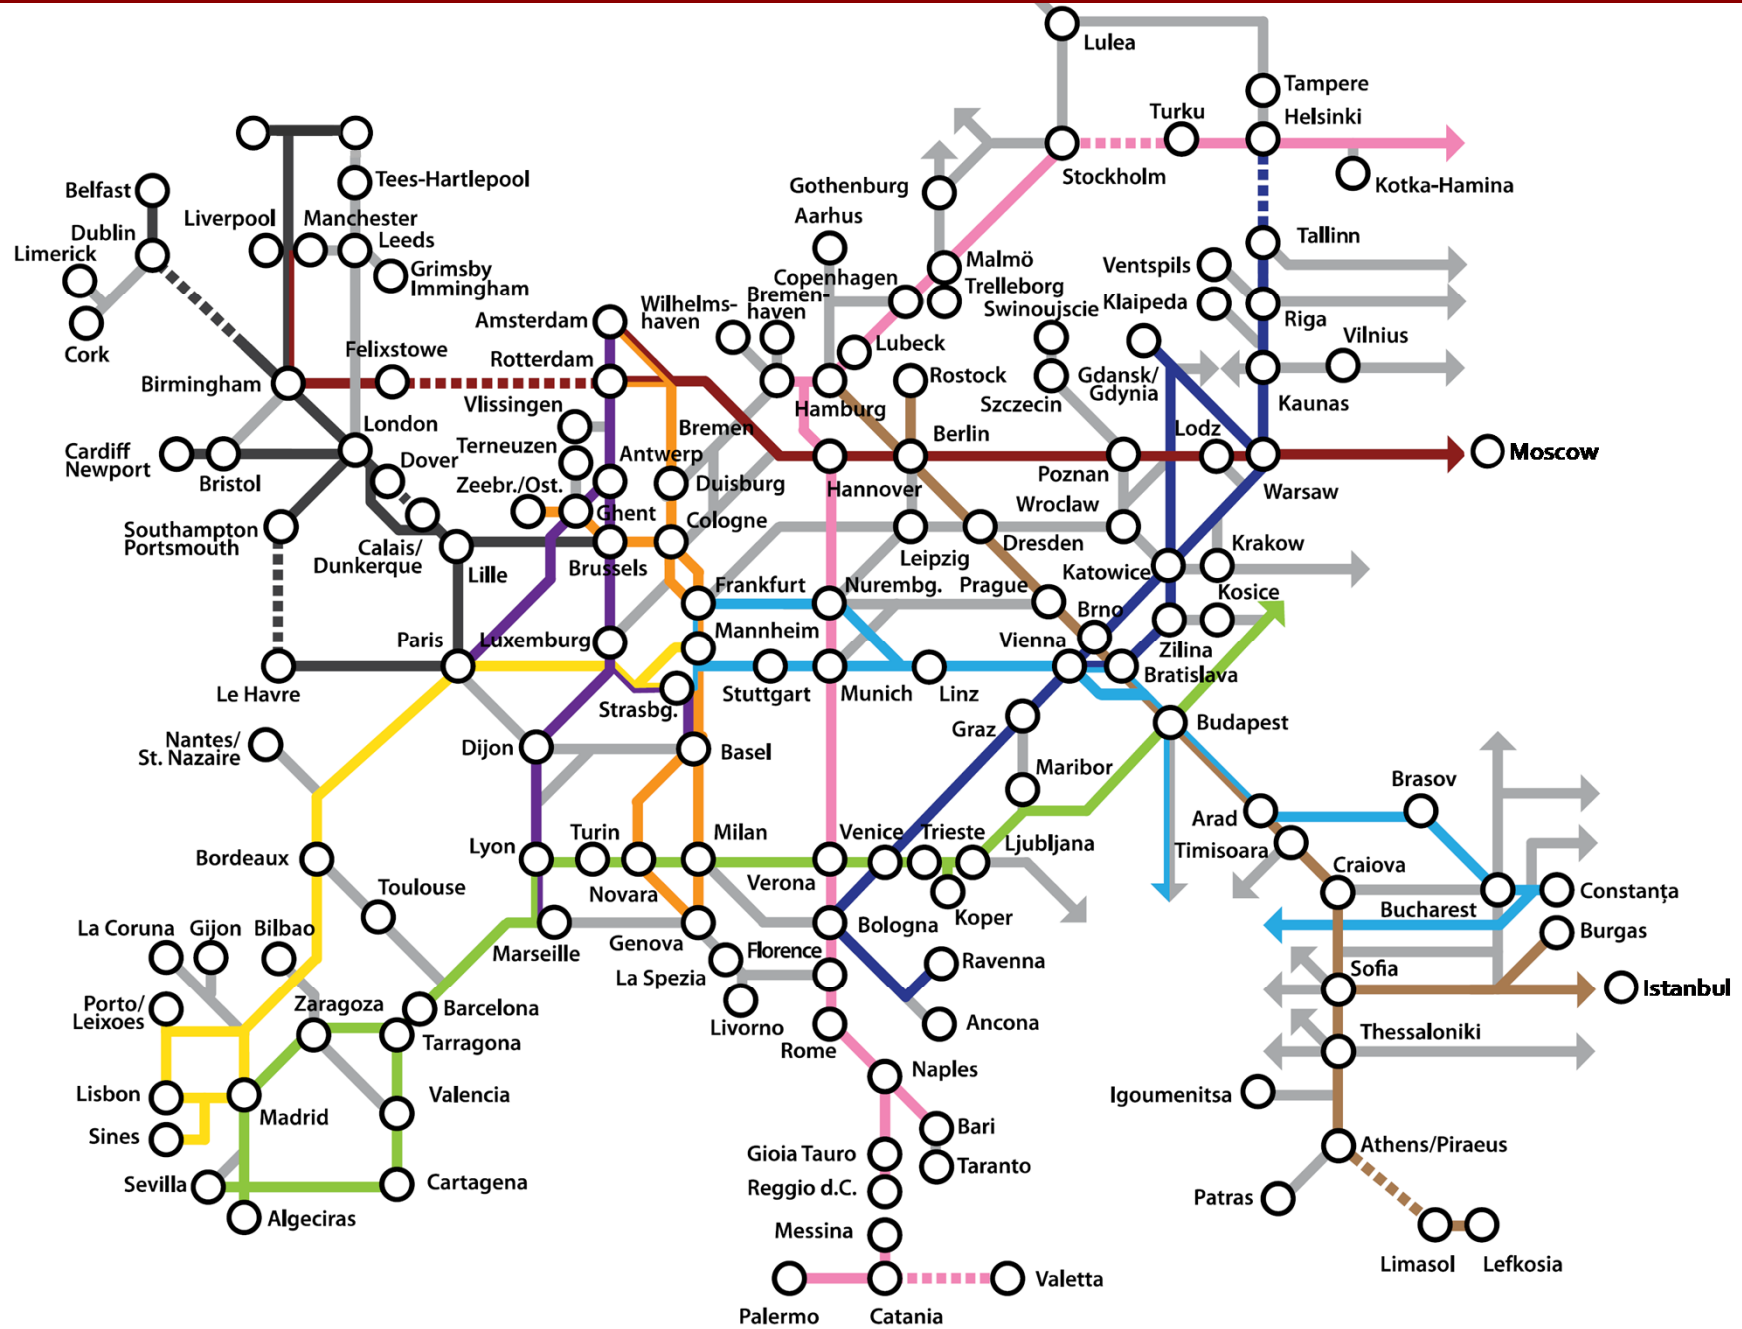 Lulea
Tampere
Turku
Helsinki
Stockholm
Kotka-Hamina
Tees-Hartlepool
Belfast
Liverpool
Manchester
Dublin
Leeds
Limerick
Grimsby
Immingham
Cork
Gothenburg
Aarhus
Malmö
Copenhagen
Trelleborg
Swinoujscie
Tallinn
Ventspils
Klaipeda
Riga
Vilnius
Wilhelms-
haven
Bremen-
haven
Amsterdam
Felixstowe
Rotterdam
Lubeck
Birmingham
Rostock
Gdansk/
Gdynia
Szczecin
Kaunas
Vlissingen
Hamburg
London
Bremen
Berlin
Lodz
Cardiff
Newport
Dover
Terneuzen
Antwerp
Moscow
Bristol
Zeebr./Ost.
Duisburg
Hannover
Poznan
Warsaw
Southampton
Portsmouth
Ghent
Cologne
Wroclaw
Calais/
Dunkerque
Lille
Brussels
Leipzig
Dresden
Krakow
Katowice
Frankfurt
Nurembg.
Prague
Kosice
Paris
Luxemburg
Mannheim
Brno
Vienna
Zilina
Le Havre
Stuttgart
Munich
Linz
Bratislava
Strasbg.
Nantes/
St. Nazaire
Dijon
Basel
Graz
Budapest
Maribor
Brasov
Arad
Lyon
Turin
Milan
Venice
Trieste
Ljubljana
Timisoara
Bordeaux
Novara
Verona
Craiova
Toulouse
Koper
Bucharest
Constanța
La Coruna
Gijon
Bilbao
Marseille
Genova
Bologna
Burgas
La Spezia
Florence
Ravenna
Sofia
Istanbul
Porto/
Leixoes
Zaragoza
Barcelona
Livorno
Ancona
Tarragona
Rome
Thessaloniki
Lisbon
Madrid
Valencia
Naples
Igoumenitsa
Sines
Bari
Athens/Piraeus
Gioia Tauro
Taranto
Sevilla
Cartagena
Reggio d.C.
Patras
Algeciras
Messina
Limasol
Lefkosia
Valetta
Palermo
Catania